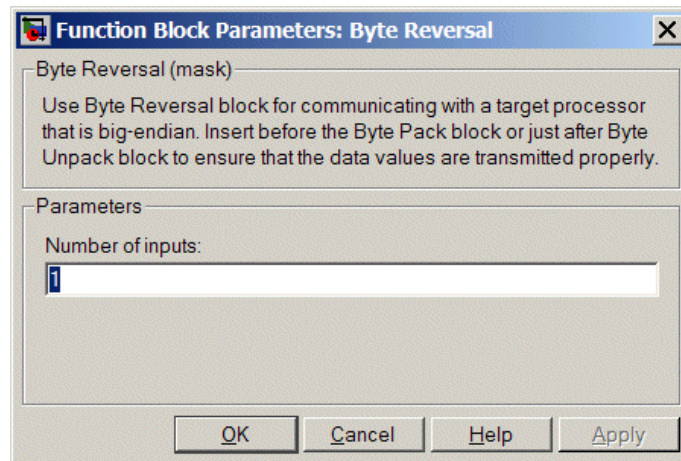 Function Block Parameters: Byte Reversal
Byte Reversal (mask)
Use Byte Reversal block for communicating with a target processor
that is big-endian. Insert before the Byte Pack block or just after Byte
Unpack block to ensure that the data values are transmitted properly.
Parameters
Number of inputs:
1
OK Cancel Help Apply